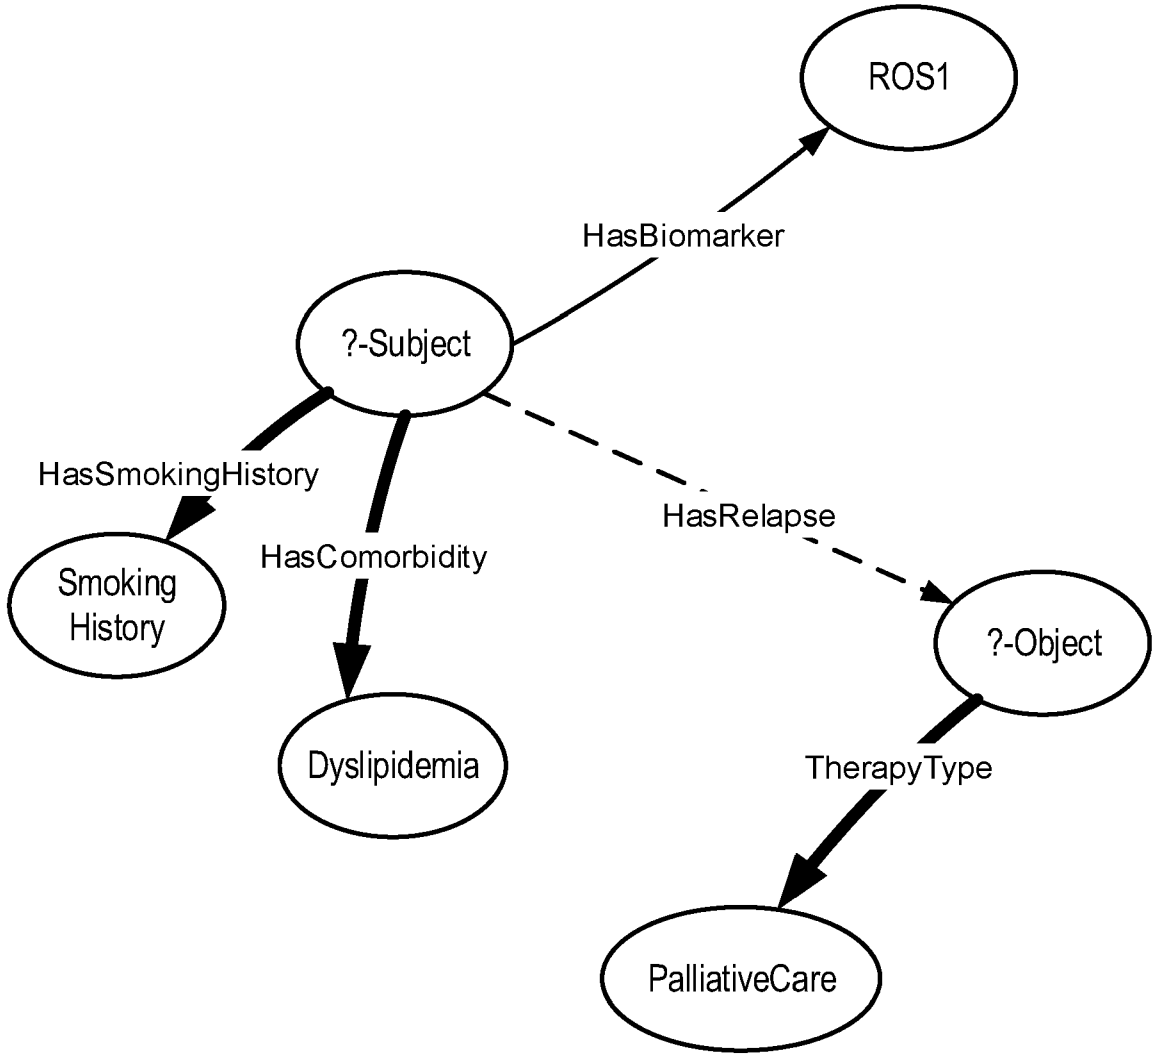 ROS1
HasBiomarker
?-Subject
HasSmokingHistory
HasRelapse
HasComorbidity
Smoking
History
?-Object
Dyslipidemia
TherapyType
PalliativeCare